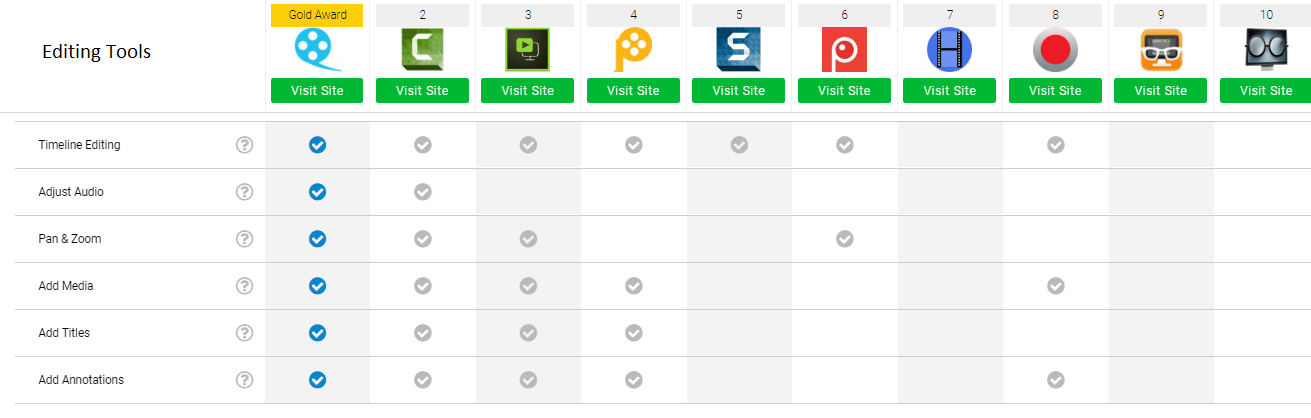 Gold Award 2 3 4 5 6 7 8 9 10
Editing Tools
Visit Site Visit Site Visit Site Visit Site Visit Site Visit Site Visit Site Visit Site Visit Site Visit Site
Timeline Editing ?
Adjust Audio ?
Pan & Zoom ?
Add Media ?
Add Titles ?
Add Annotations ?